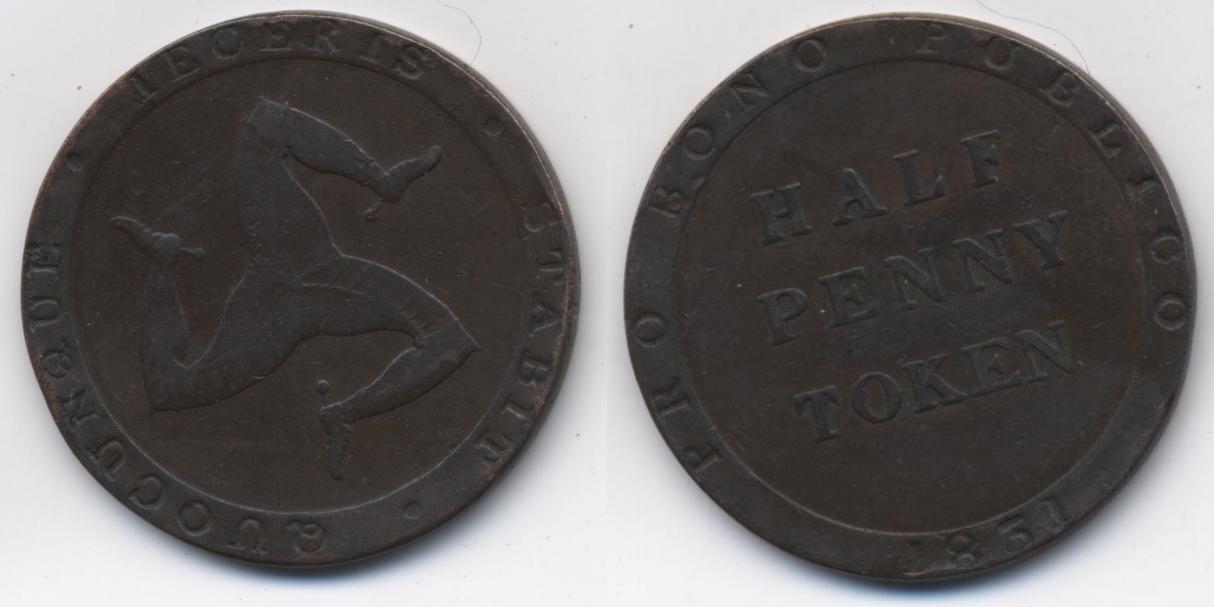 QUOCUNQUE · IECERIS · STABIT ·
PRO BONO PUBLICO
HALF
PENNY
TOKEN
1831